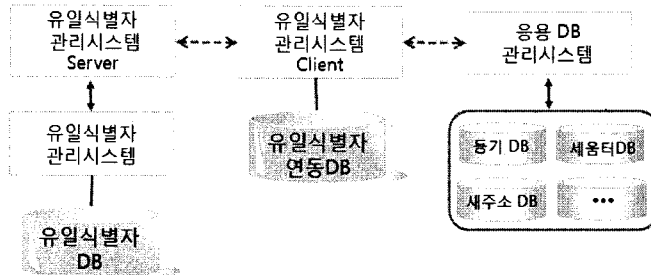 유일식별자
관리시스템
Server
유일식별자
관리시스템
Client
응용 DB
관리시스템
유일식별자
관리시스템
유일식별자
연동DB
등기 DB
세움터DB
새주소 DB
•••
유일식별자
DB